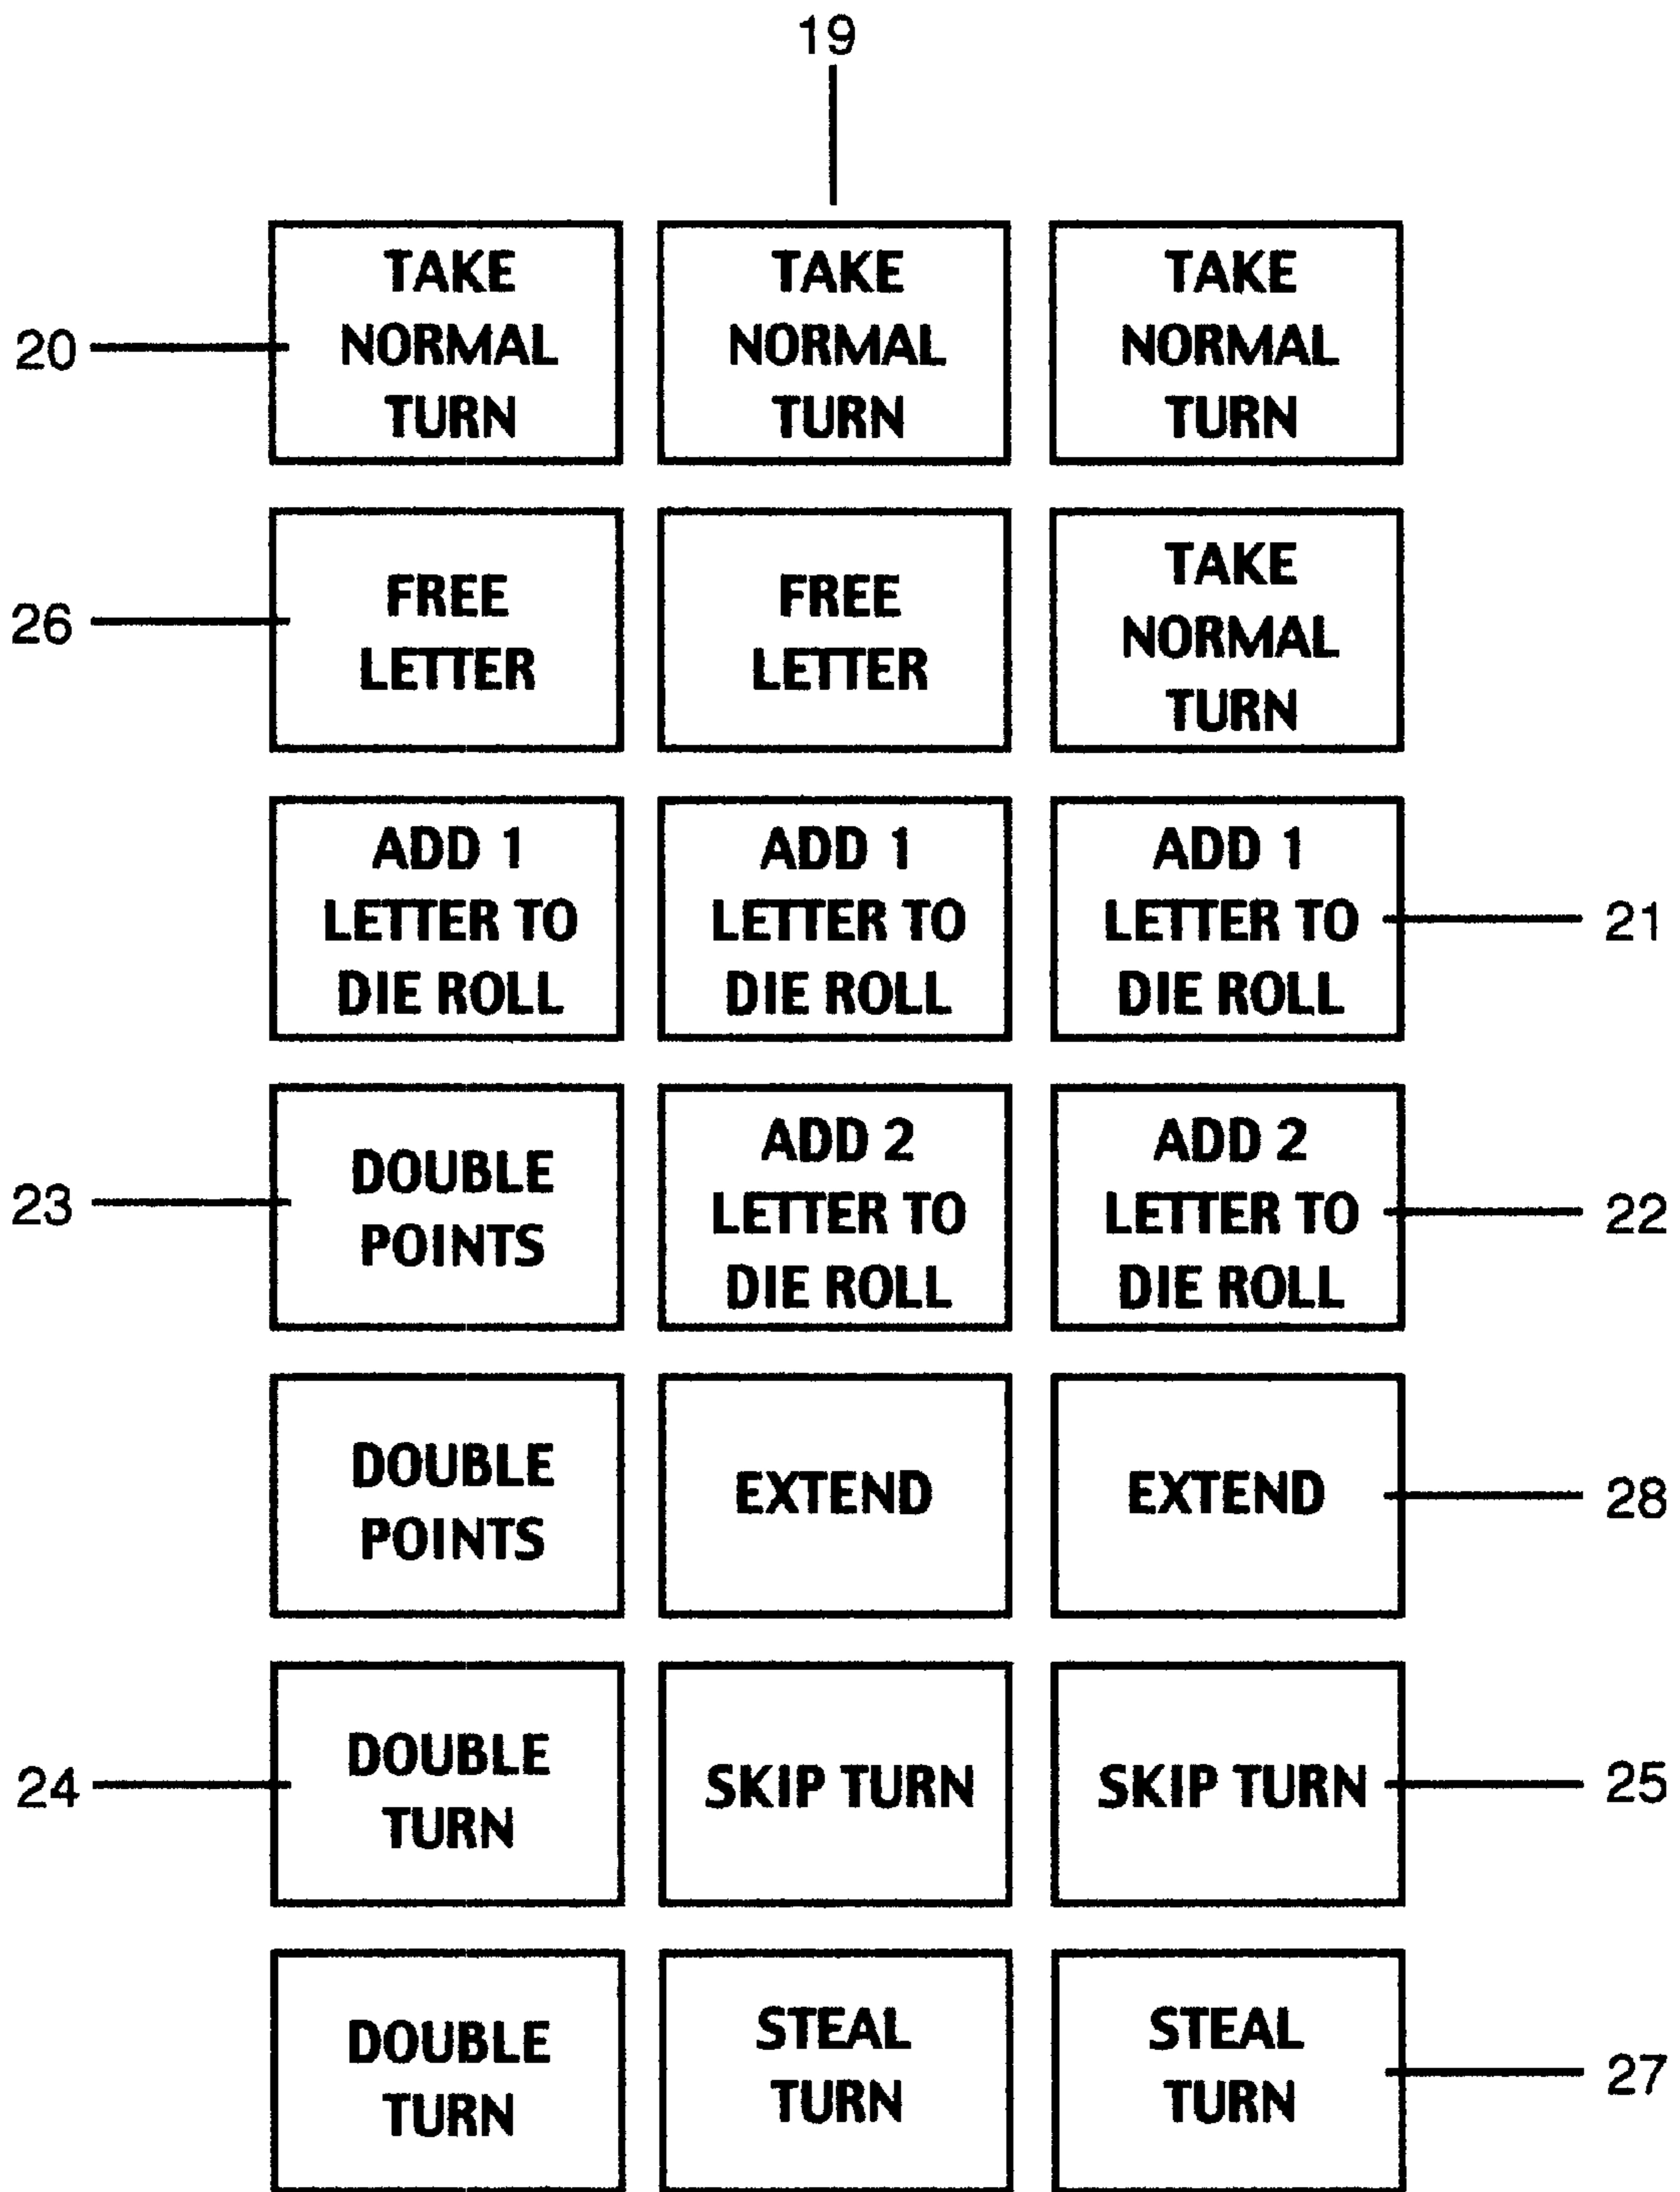 19
TAKE
NORMAL
TURN
TAKE
NORMAL
TURN
TAKE
NORMAL
TURN
20
FREE
LETTER
FREE
LETTER
TAKE
NORMAL
TURN
26
ADD 1
LETTER TO
DIE ROLL
ADD 1
LETTER TO
DIE ROLL
ADD 1
LETTER TO
DIE ROLL
21
DOUBLE
POINTS
ADD 2
LETTER TO
DIE ROLL
ADD 2
LETTER TO
DIE ROLL
23
22
DOUBLE
POINTS
EXTEND
EXTEND
28
DOUBLE
TURN
SKIP TURN
SKIP TURN
24
25
DOUBLE
TURN
STEAL
TURN
STEAL
TURN
27